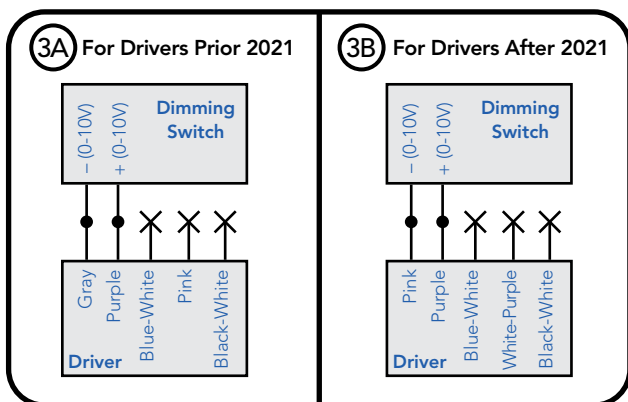 3A For Drivers Prior 2021
– (0-10V)
+ (0-10V)
Dimming
Switch
Gray
Purple
Blue-White
Pink
Black-White
Driver
3B For Drivers After 2021
– (0-10V)
+ (0-10V)
Dimming
Switch
Pink
Purple
Blue-White
White-Purple
Black-White
Driver